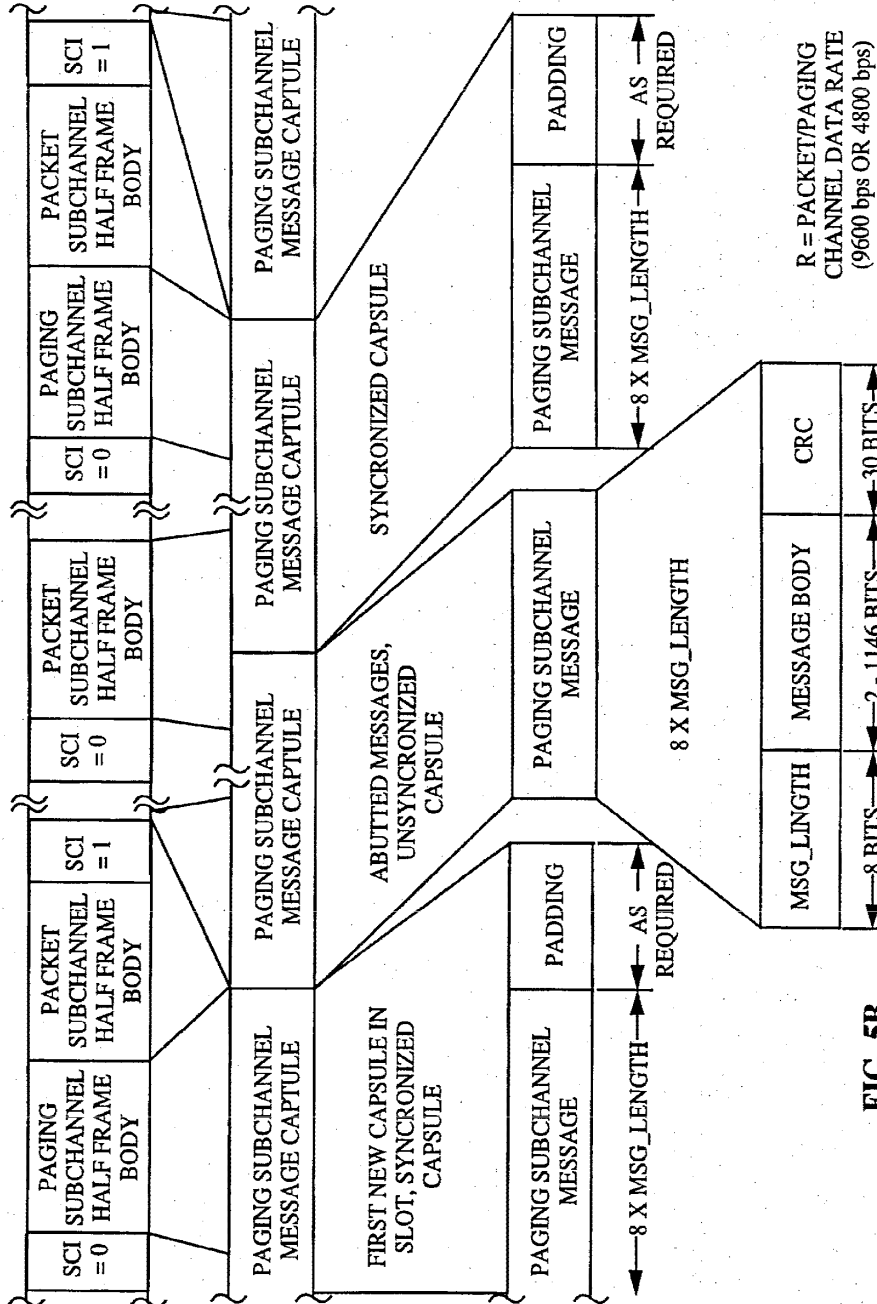 SCI
= 0
PAGING
SUBCHANNEL
HALF FRAME
BODY
PACKET
SUBCHANNEL
HALF FRAME
BODY
SCI
= 1
SCI
= 0
PACKET
SUBCHANNEL
HALF FRAME
BODY
SCI
= 0
PAGING
SUBCHANNEL
HALF FRAME
BODY
PACKET
SUBCHANNEL
HALF FRAME
BODY
SCI
= 1
PAGING SUBCHANNEL
MESSAGE CAPTULE
PAGING SUBCHANNEL
MESSAGE CAPTULE
PAGING SUBCHANNEL
MESSAGE CAPTULE
PAGING SUBCHANNEL
MESSAGE CAPTULE
FIRST NEW CAPSULE IN
SLOT, SYNCRONIZED
CAPSULE
ABUTTED MESSAGES,
UNSYNCRONIZED
CAPSULE
SYNCRONIZED CAPSULE
PAGING SUBCHANNEL
MESSAGE
PADDING
PAGING SUBCHANNEL
MESSAGE
PAGING SUBCHANNEL
MESSAGE
PADDING
8 X MSG_LENGTH
AS
REQUIRED
8 X MSG_LENGTH
AS
REQUIRED
8 X MSG_LENGTH
MSG_LINGTH
MESSAGE BODY
CRC
8 BITS
2 - 1146 BITS
30 BITS
R = PACKET/PAGING
CHANNEL DATA RATE
(9600 bps OR 4800 bps)
FIG. 5B